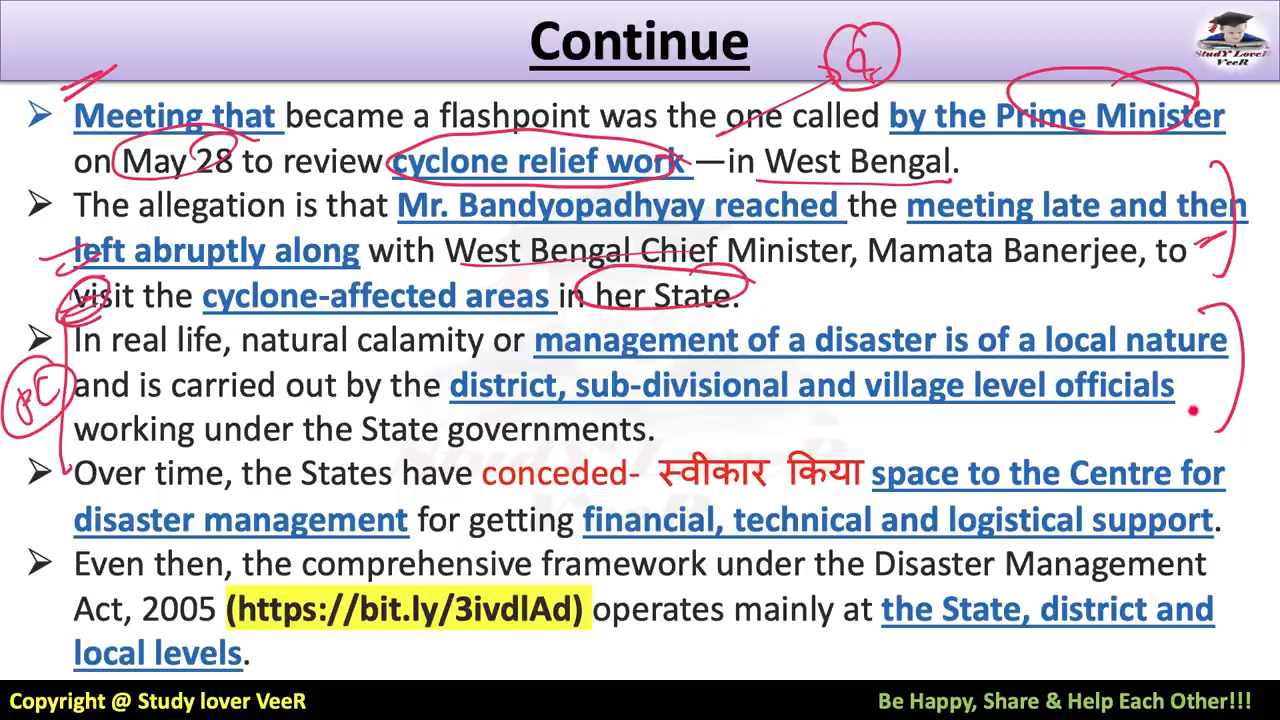 Continue
StudY LoveR
VeeR
➤ Meeting that became a flashpoint was the one called by the Prime Minister
on May 28 to review cyclone relief work —in West Bengal.
➤ The allegation is that Mr. Bandyopadhyay reached the meeting late and then
left abruptly along with West Bengal Chief Minister, Mamata Banerjee, to
visit the cyclone-affected areas in her State.
➤ In real life, natural calamity or management of a disaster is of a local nature
and is carried out by the district, sub-divisional and village level officials
working under the State governments.
➤ Over time, the States have conceded- स्वीकार किया space to the Centre for
disaster management for getting financial, technical and logistical support.
➤ Even then, the comprehensive framework under the Disaster Management
Act, 2005 (https://bit.ly/3ivdlAd) operates mainly at the State, district and
local levels.
Copyright @ Study lover VeeR
Be Happy, Share & Help Each Other!!!